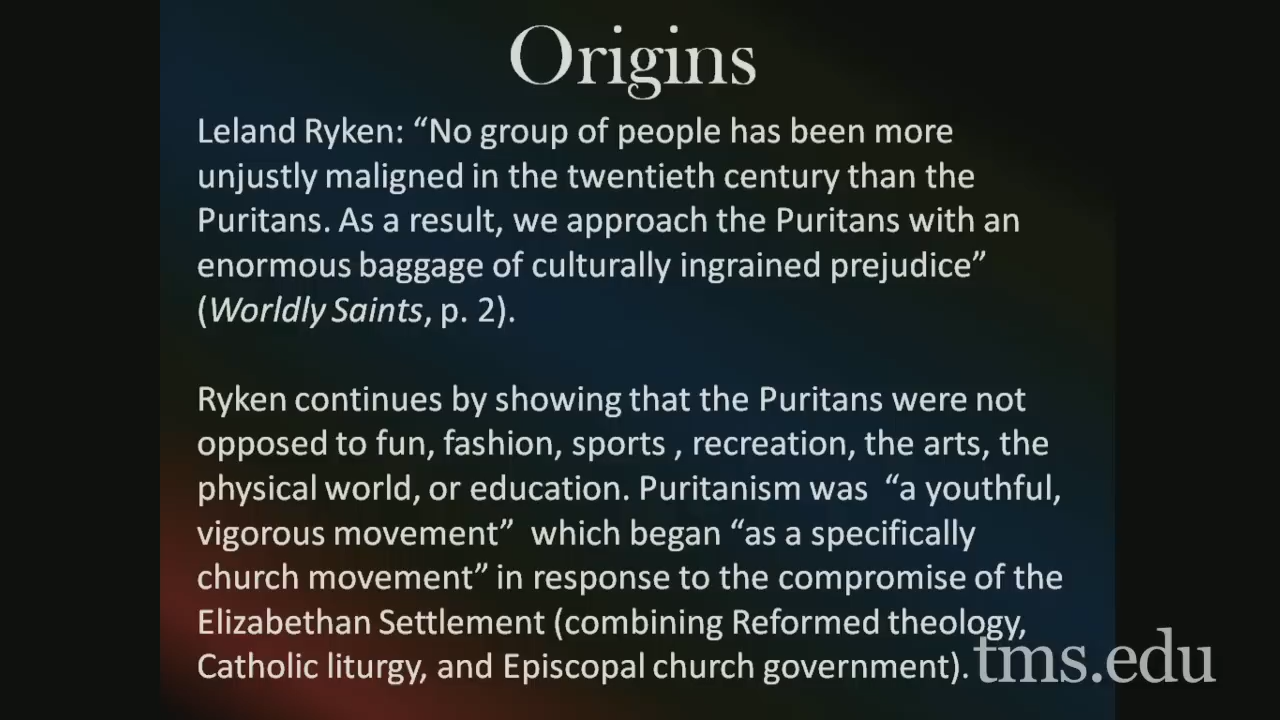 Origins
Leland Ryken: “No group of people has been more
unjustly maligned in the twentieth century than the
Puritans. As a result, we approach the Puritans with an
enormous baggage of culturally ingrained prejudice”
(Worldly Saints, p. 2).
Ryken continues by showing that the Puritans were not
opposed to fun, fashion, sports , recreation, the arts, the
physical world, or education. Puritanism was “a youthful,
vigorous movement” which began “as a specifically
church movement” in response to the compromise of the
Elizabethan Settlement (combining Reformed theology,
Catholic liturgy, and Episcopal church government).
tms.edu